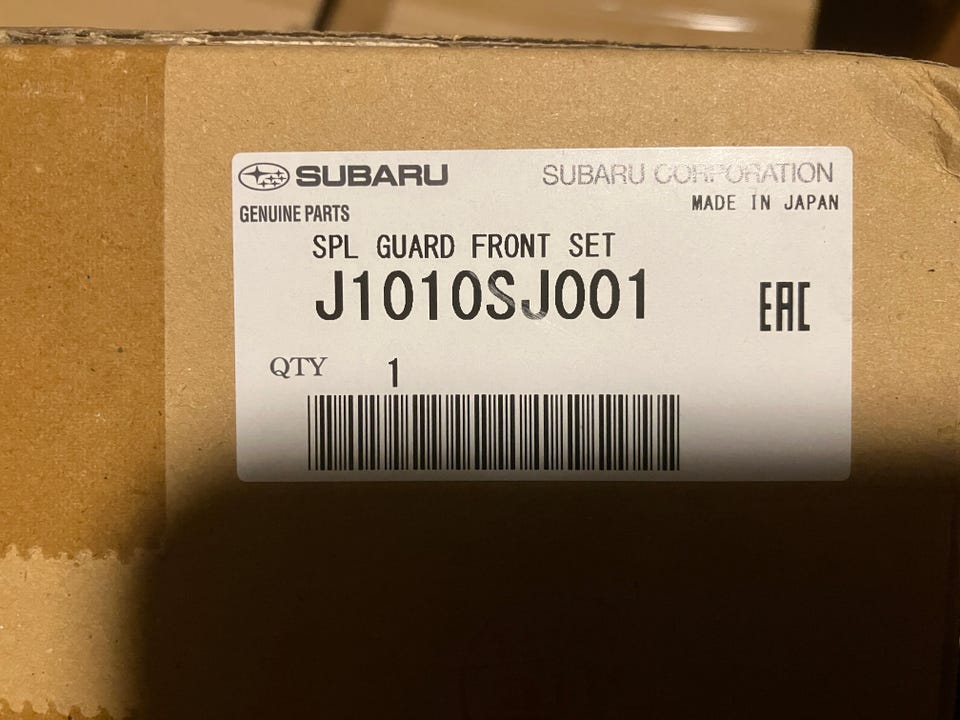 SUBARU SUBARU CORPORATION
GENUINE PARTS MADE IN JAPAN
SPL GUARD FRONT SET
J1010SJ001
EAC
QTY 1